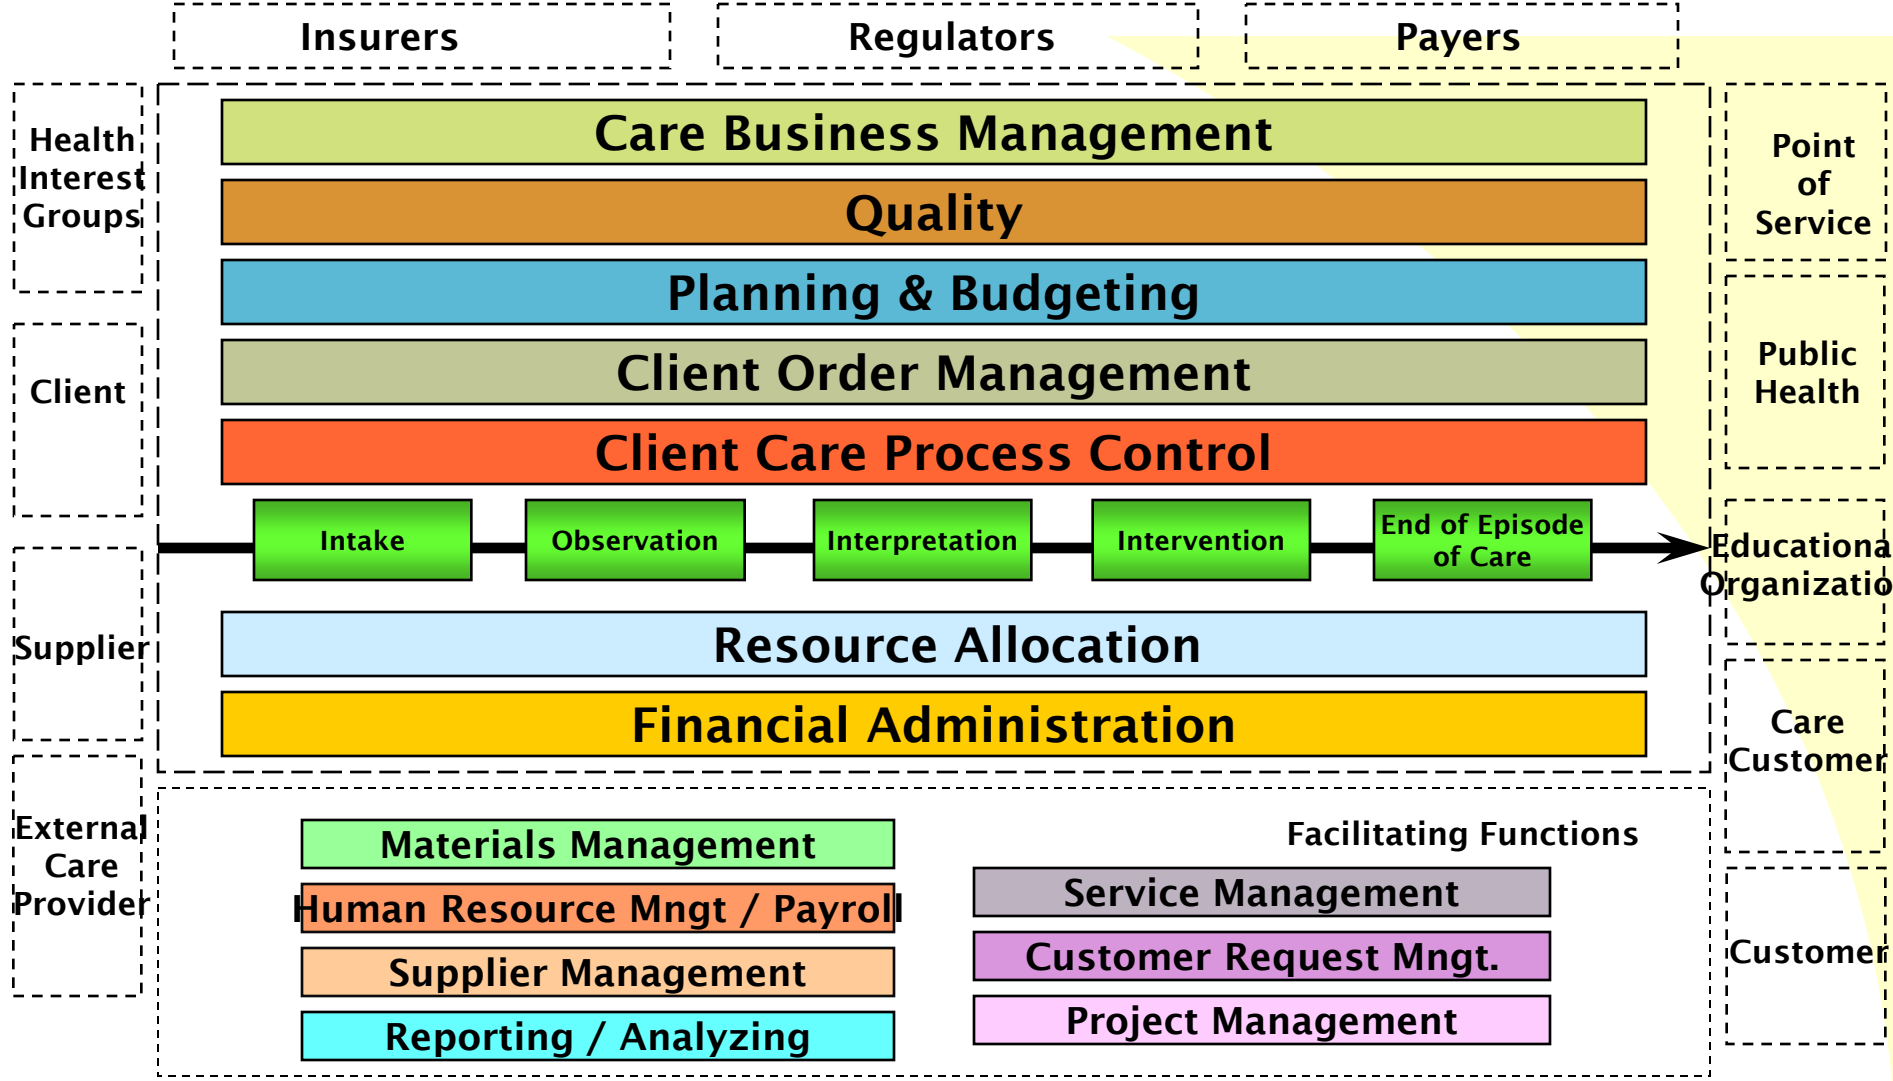 Insurers
Regulators
Payers
Health
Interest
Groups
Client
Supplier
External
Care
Provider
Care Business Management
Quality
Planning & Budgeting
Client Order Management
Client Care Process Control
Intake
Observation
Interpretation
Intervention
End of Episode
of Care
Resource Allocation
Financial Administration
Materials Management
Human Resource Mngt / Payroll
Supplier Management
Reporting / Analyzing
Facilitating Functions
Service Management
Customer Request Mngt.
Project Management
Point
of
Service
Public
Health
Educationa
Organizatio
Care
Customer
Customer